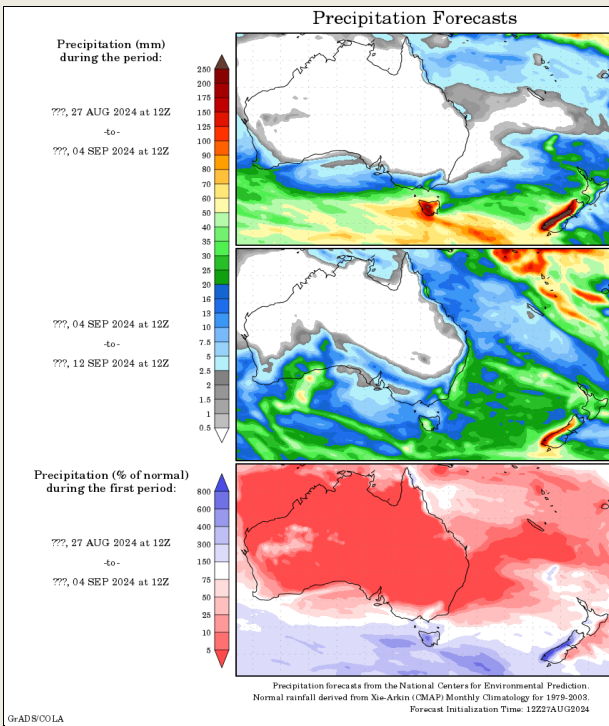 Precipitation Forecasts
Precipitation (mm)
during the period:
???, 27 AUG 2024 at 12Z
-to-
???, 04 SEP 2024 at 12Z
250
200
175
150
125
100
90
80
70
60
50
40
35
30
25
20
16
13
10
7.5
5
2.5
2
1.5
1
0.5
???, 04 SEP 2024 at 12Z
-to-
???, 12 SEP 2024 at 12Z
Precipitation (% of normal)
during the first period:
???, 27 AUG 2024 at 12Z
-to-
???, 04 SEP 2024 at 12Z
800
600
400
300
150
75
50
25
10
5
Precipitation forecasts from the National Centers for Environmental Prediction.
Normal rainfall derived from Xie-Arkin (CMAP) Monthly Climatology for 1979-2003.
Forecast Initialization Time: 12Z27AUG2024
GrADS/COLA